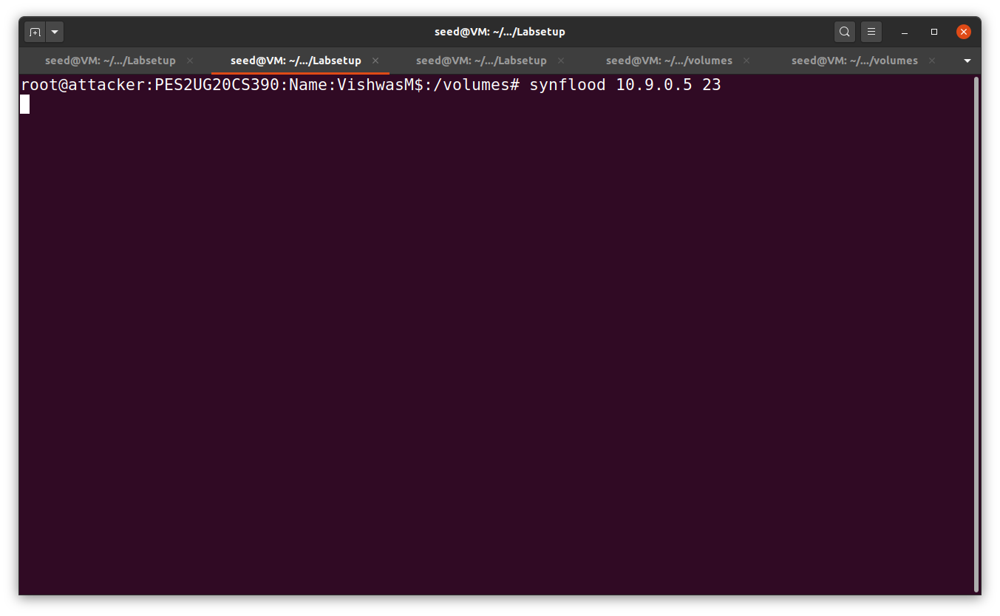 seed@VM: ~/.../Labsetup
seed@VM: ~/.../Labsetup seed@VM: ~/.../Labsetup seed@VM: ~/.../Labsetup seed@VM: ~/.../volumes seed@VM: ~/.../volumes
root@attacker:PES2UG20CS390:Name:VishwasM$:/volumes# synflood 10.9.0.5 23